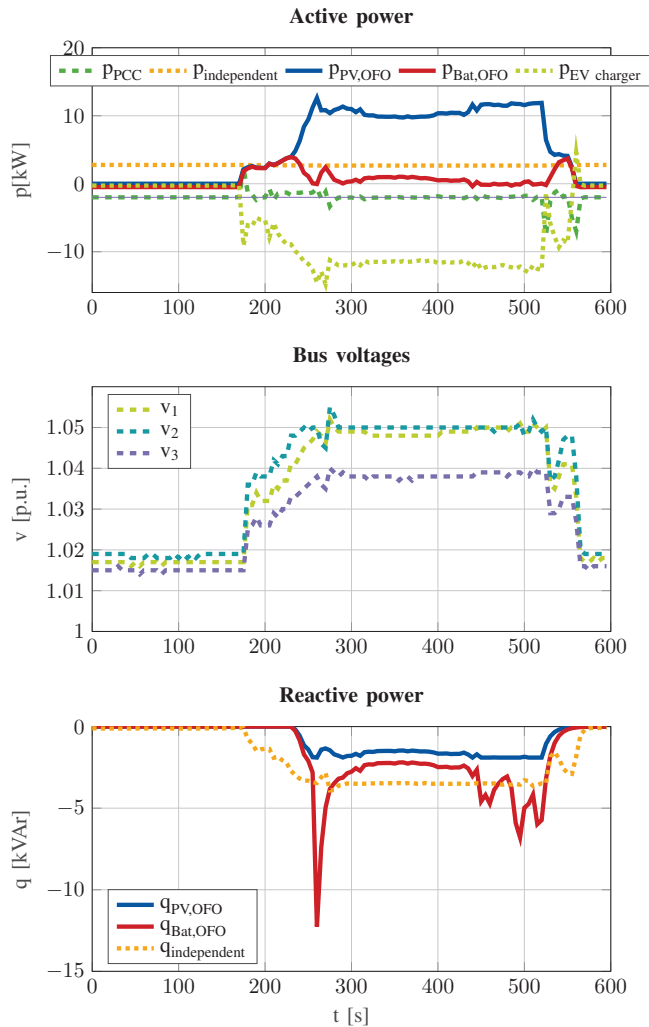 Active power
20
p_PCC p_independent p_PV,OFO p_Bat,OFO p_EV charger
10
0
−10
p[kW]
0 100 200 300 400 500 600
Bus voltages
v_1
v_2
v_3
1.05
1.04
1.03
1.02
1.01
1
v [p.u.]
0 100 200 300 400 500 600
Reactive power
0
−5
−10
−15
q [kVAr]
q_PV,OFO
q_Bat,OFO
q_independent
0 100 200 300 400 500 600
t [s]